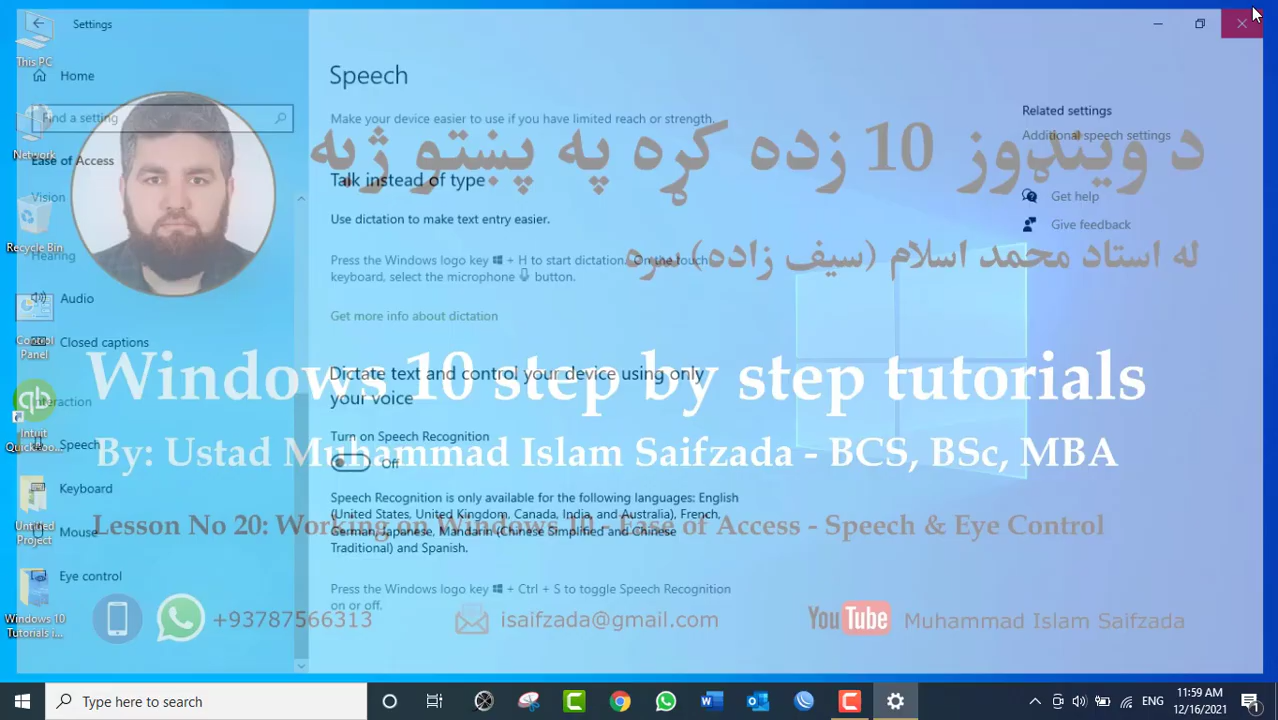 Settings
Home
Find a setting
Ease of Access
Vision
Hearing
Audio
Closed captions
Interaction
Speech
Keyboard
Mouse
Eye control
This PC
Network
Recycle Bin
Control
Panel
Intuit
QuickBoo...
Untitled
Project
Windows 10
Tutorials i...
Speech
Make your device easier to use if you have limited reach or strength.
Talk instead of type
Use dictation to make text entry easier.
Press the Windows logo key + H to start dictation. On the touch
keyboard, select the microphone button.
Get more info about dictation
Dictate text and control your device using only
your voice
Turn on Speech Recognition
Off
Speech Recognition is only available for the following languages: English
(United States, United Kingdom, Canada, India, and Australia), French,
German, Japanese, Mandarin (Chinese Simplified and Chinese
Traditional) and Spanish.
Press the Windows logo key + Ctrl + S to toggle Speech Recognition
on or off.
Related settings
Additional speech settings
Get help
Give feedback
د وینډوز 10 زده کړه په پښتو ژبه
له استاد محمد اسلام (سیف زاده) سره
Windows 10 step by step tutorials
By: Ustad Muhammad Islam Saifzada - BCS, BSc, MBA
Lesson No 20: Working on Windows 10 - Ease of Access - Speech & Eye Control
+93787566313
isaifzada@gmail.com
YouTube
Muhammad Islam Saifzada
Type here to search
ENG
11:59 AM
12/16/2021